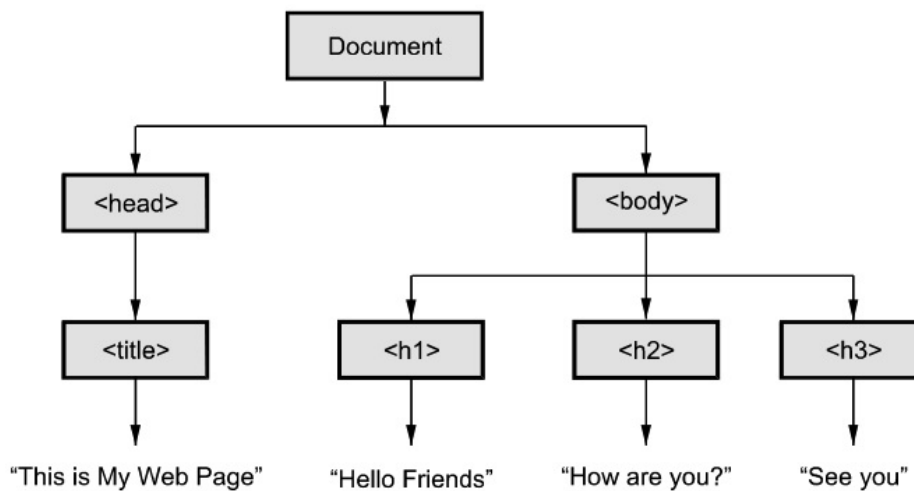 Document
<head>
<body>
<title>
<h1>
<h2>
<h3>
“This is My Web Page”
“Hello Friends”
“How are you?”
“See you”